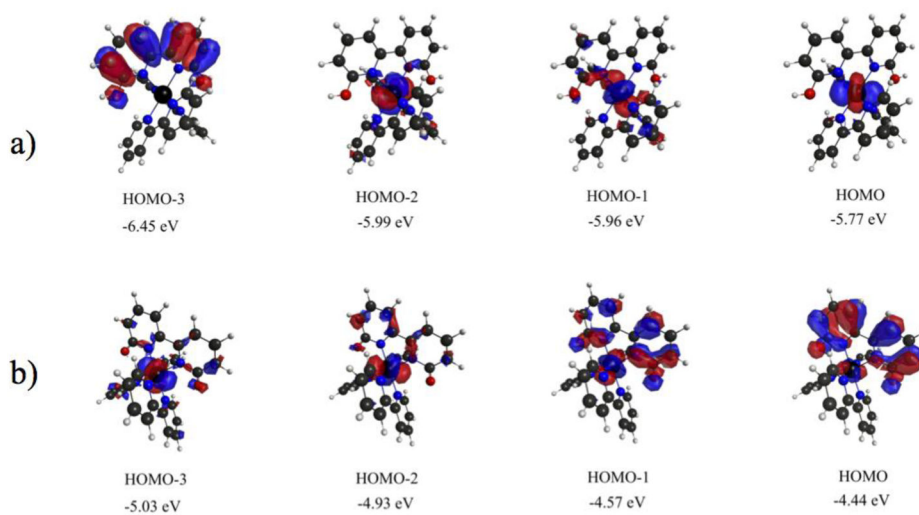 a)
HOMO-3 HOMO-2 HOMO-1 HOMO
-6.45 eV -5.99 eV -5.96 eV -5.77 eV
b)
HOMO-3 HOMO-2 HOMO-1 HOMO
-5.03 eV -4.93 eV -4.57 eV -4.44 eV